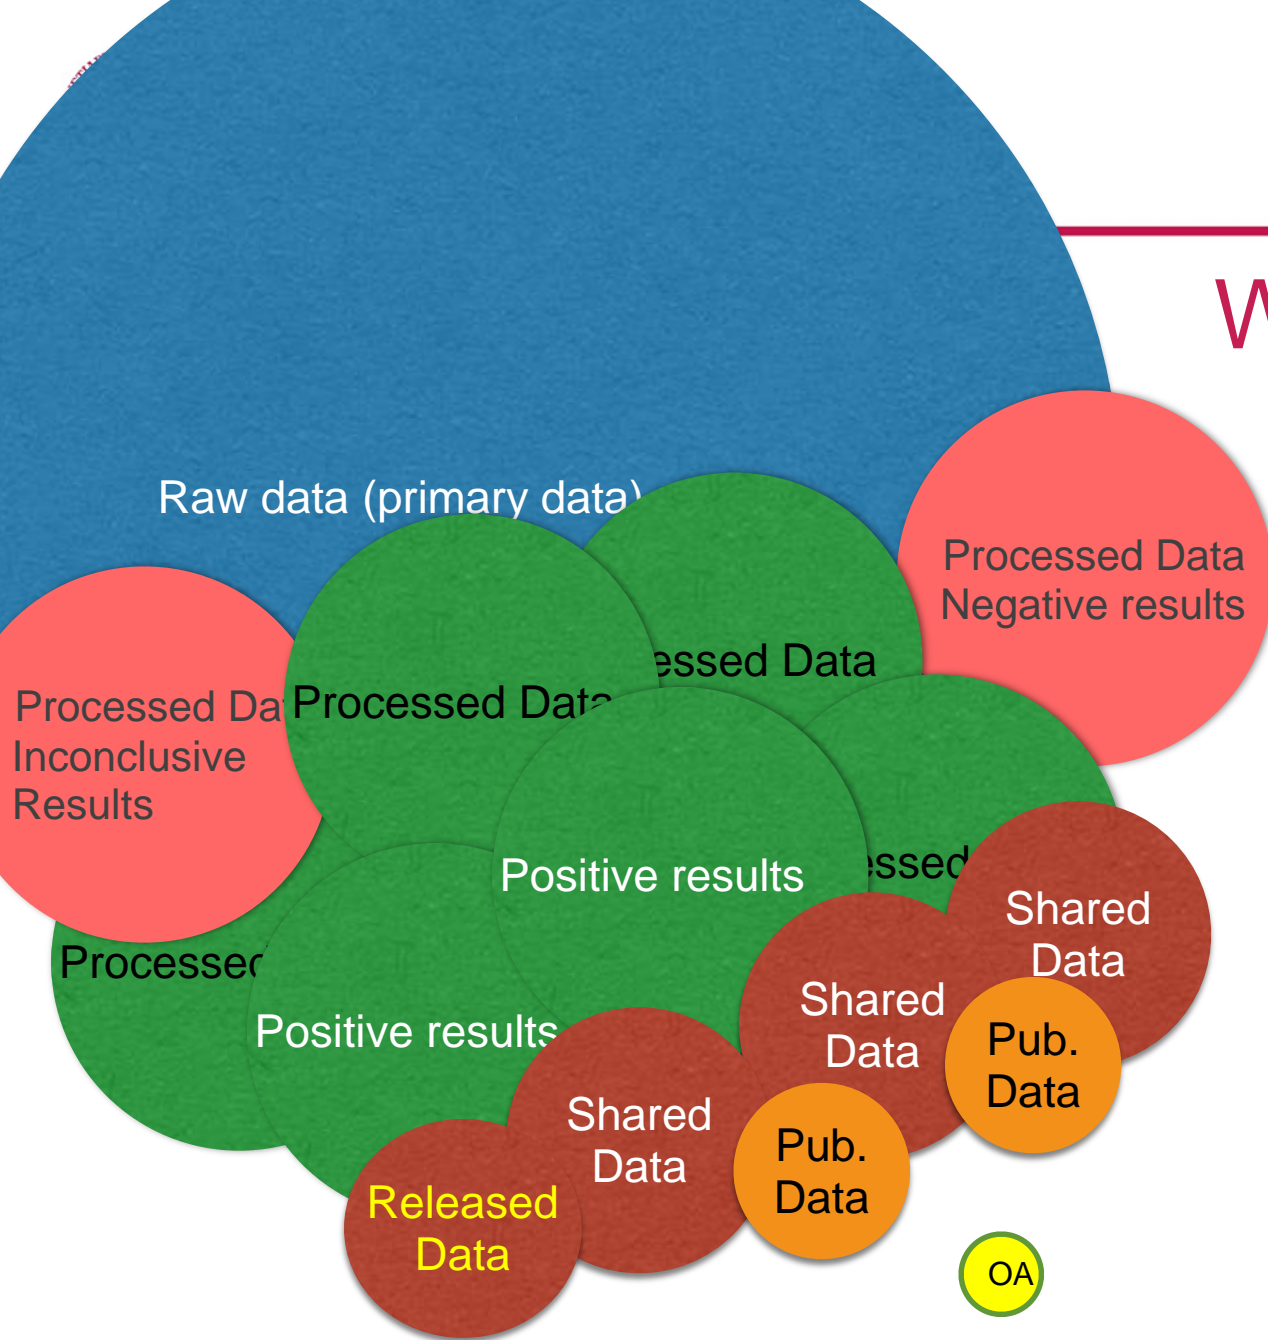 W
Raw data (primary data)
Processed Data
Negative results
essed Data
Processed Data
Processed Da
Inconclusive
Results
Positive results
essed
Shared
Data
Processed
Shared
Data
Positive results
Pub.
Data
Shared
Data
Pub.
Data
Released
Data
OA